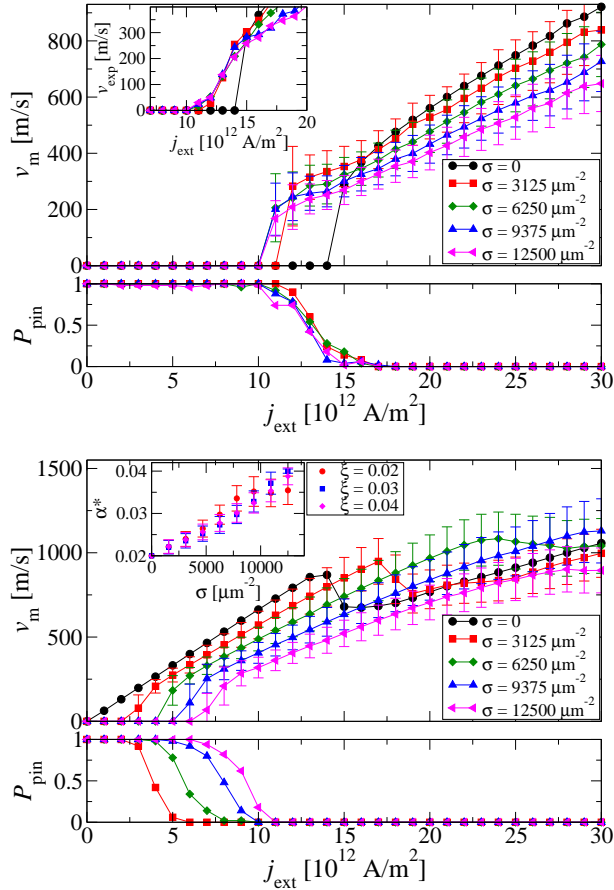 400
300
200
100
0
v_exp [m/s]
10 15 20
j_ext [10^12 A/m^2]
800
600
400
200
0
v_m [m/s]
σ = 0
σ = 3125 μm^-2
σ = 6250 μm^-2
σ = 9375 μm^-2
σ = 12500 μm^-2
1
0.5
0
P_pin
0 5 10 15 20 25 30
j_ext [10^12 A/m^2]
1500
1000
500
0
v_m [m/s]
0.04
0.03
0.02
α*
0 5000 10000
σ [μm^-2]
ξ = 0.02
ξ = 0.03
ξ = 0.04
σ = 0
σ = 3125 μm^-2
σ = 6250 μm^-2
σ = 9375 μm^-2
σ = 12500 μm^-2
1
0.5
0
P_pin
0 5 10 15 20 25 30
j_ext [10^12 A/m^2]